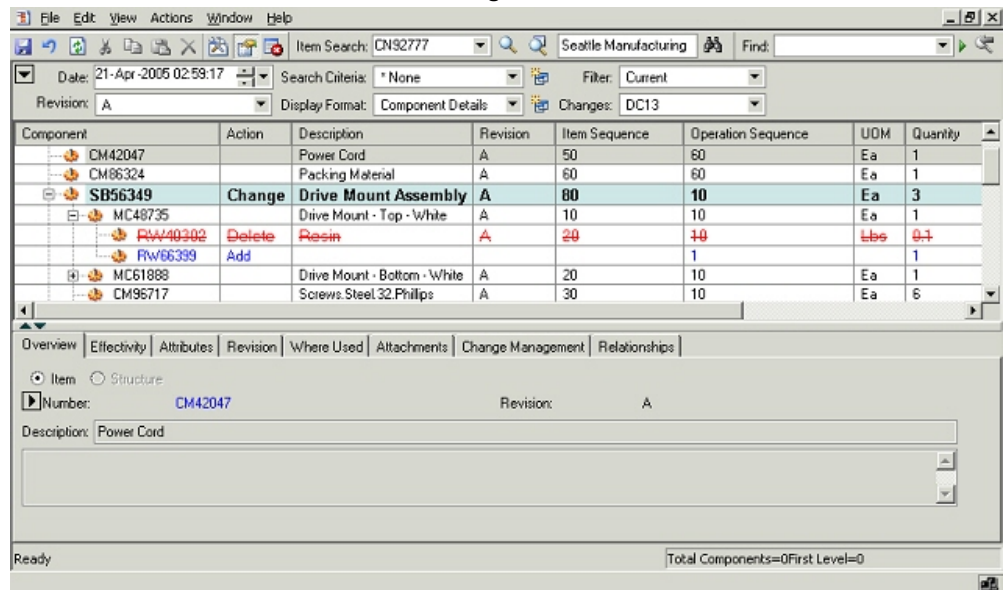 File Edit View Actions Window Help
Item Search: CN92777 Seattle Manufacturing Find:
Date: 21-Apr-2005 02:59:17 Search Criteria: * None Filter: Current
Revision: A Display Format: Component Details Changes: DC13
Component Action Description Revision Item Sequence Operation Sequence UOM Quantity
CM42047 Power Cord A 50 60 Ea 1
CM86324 Packing Material A 60 60 Ea 1
SB56349 Change Drive Mount Assembly A 80 10 Ea 3
MC48735 Drive Mount - Top - White A 10 10 Ea 1
RW40302 Delete Resin A 20 10 Lbs 0.1
RW66399 Add 1 1
MC61888 Drive Mount - Bottom - White A 20 10 Ea 1
CM96717 Screws.Steel.32.Phillips A 30 10 Ea 6
Overview Effectivity Attributes Revision Where Used Attachments Change Management Relationships
Item Structure
Number: CM42047 Revision: A
Description: Power Cord
Ready Total Components=0First Level=0